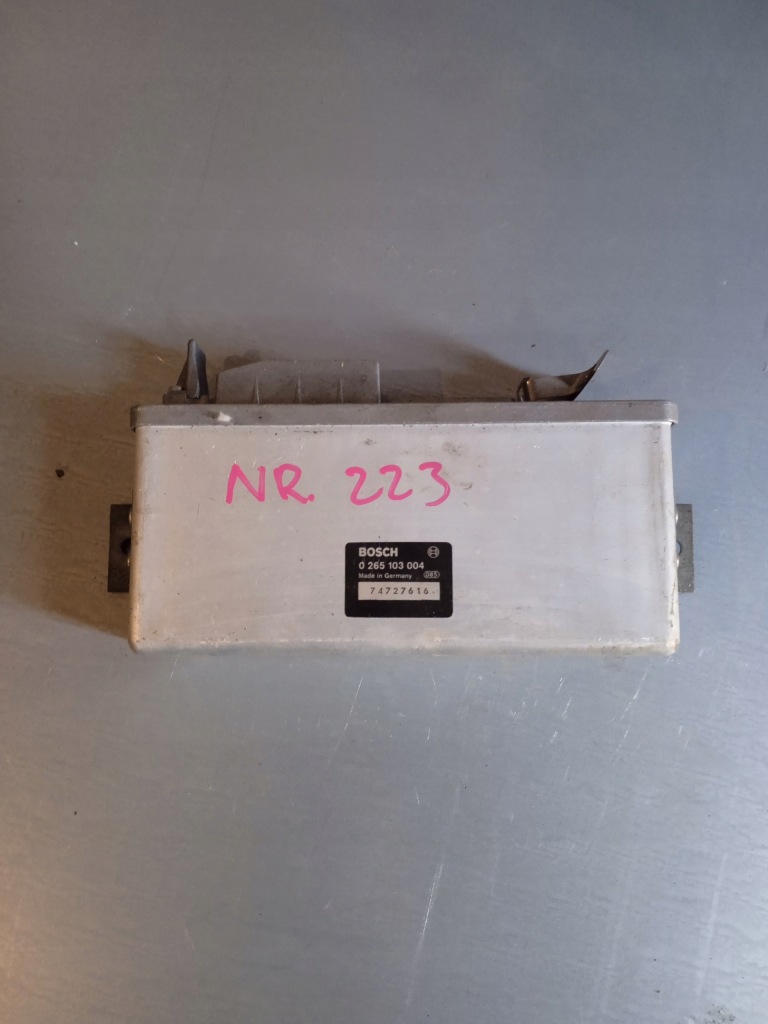 NR. 223
BOSCH
0 265 103 004
Made in Germany
74727616